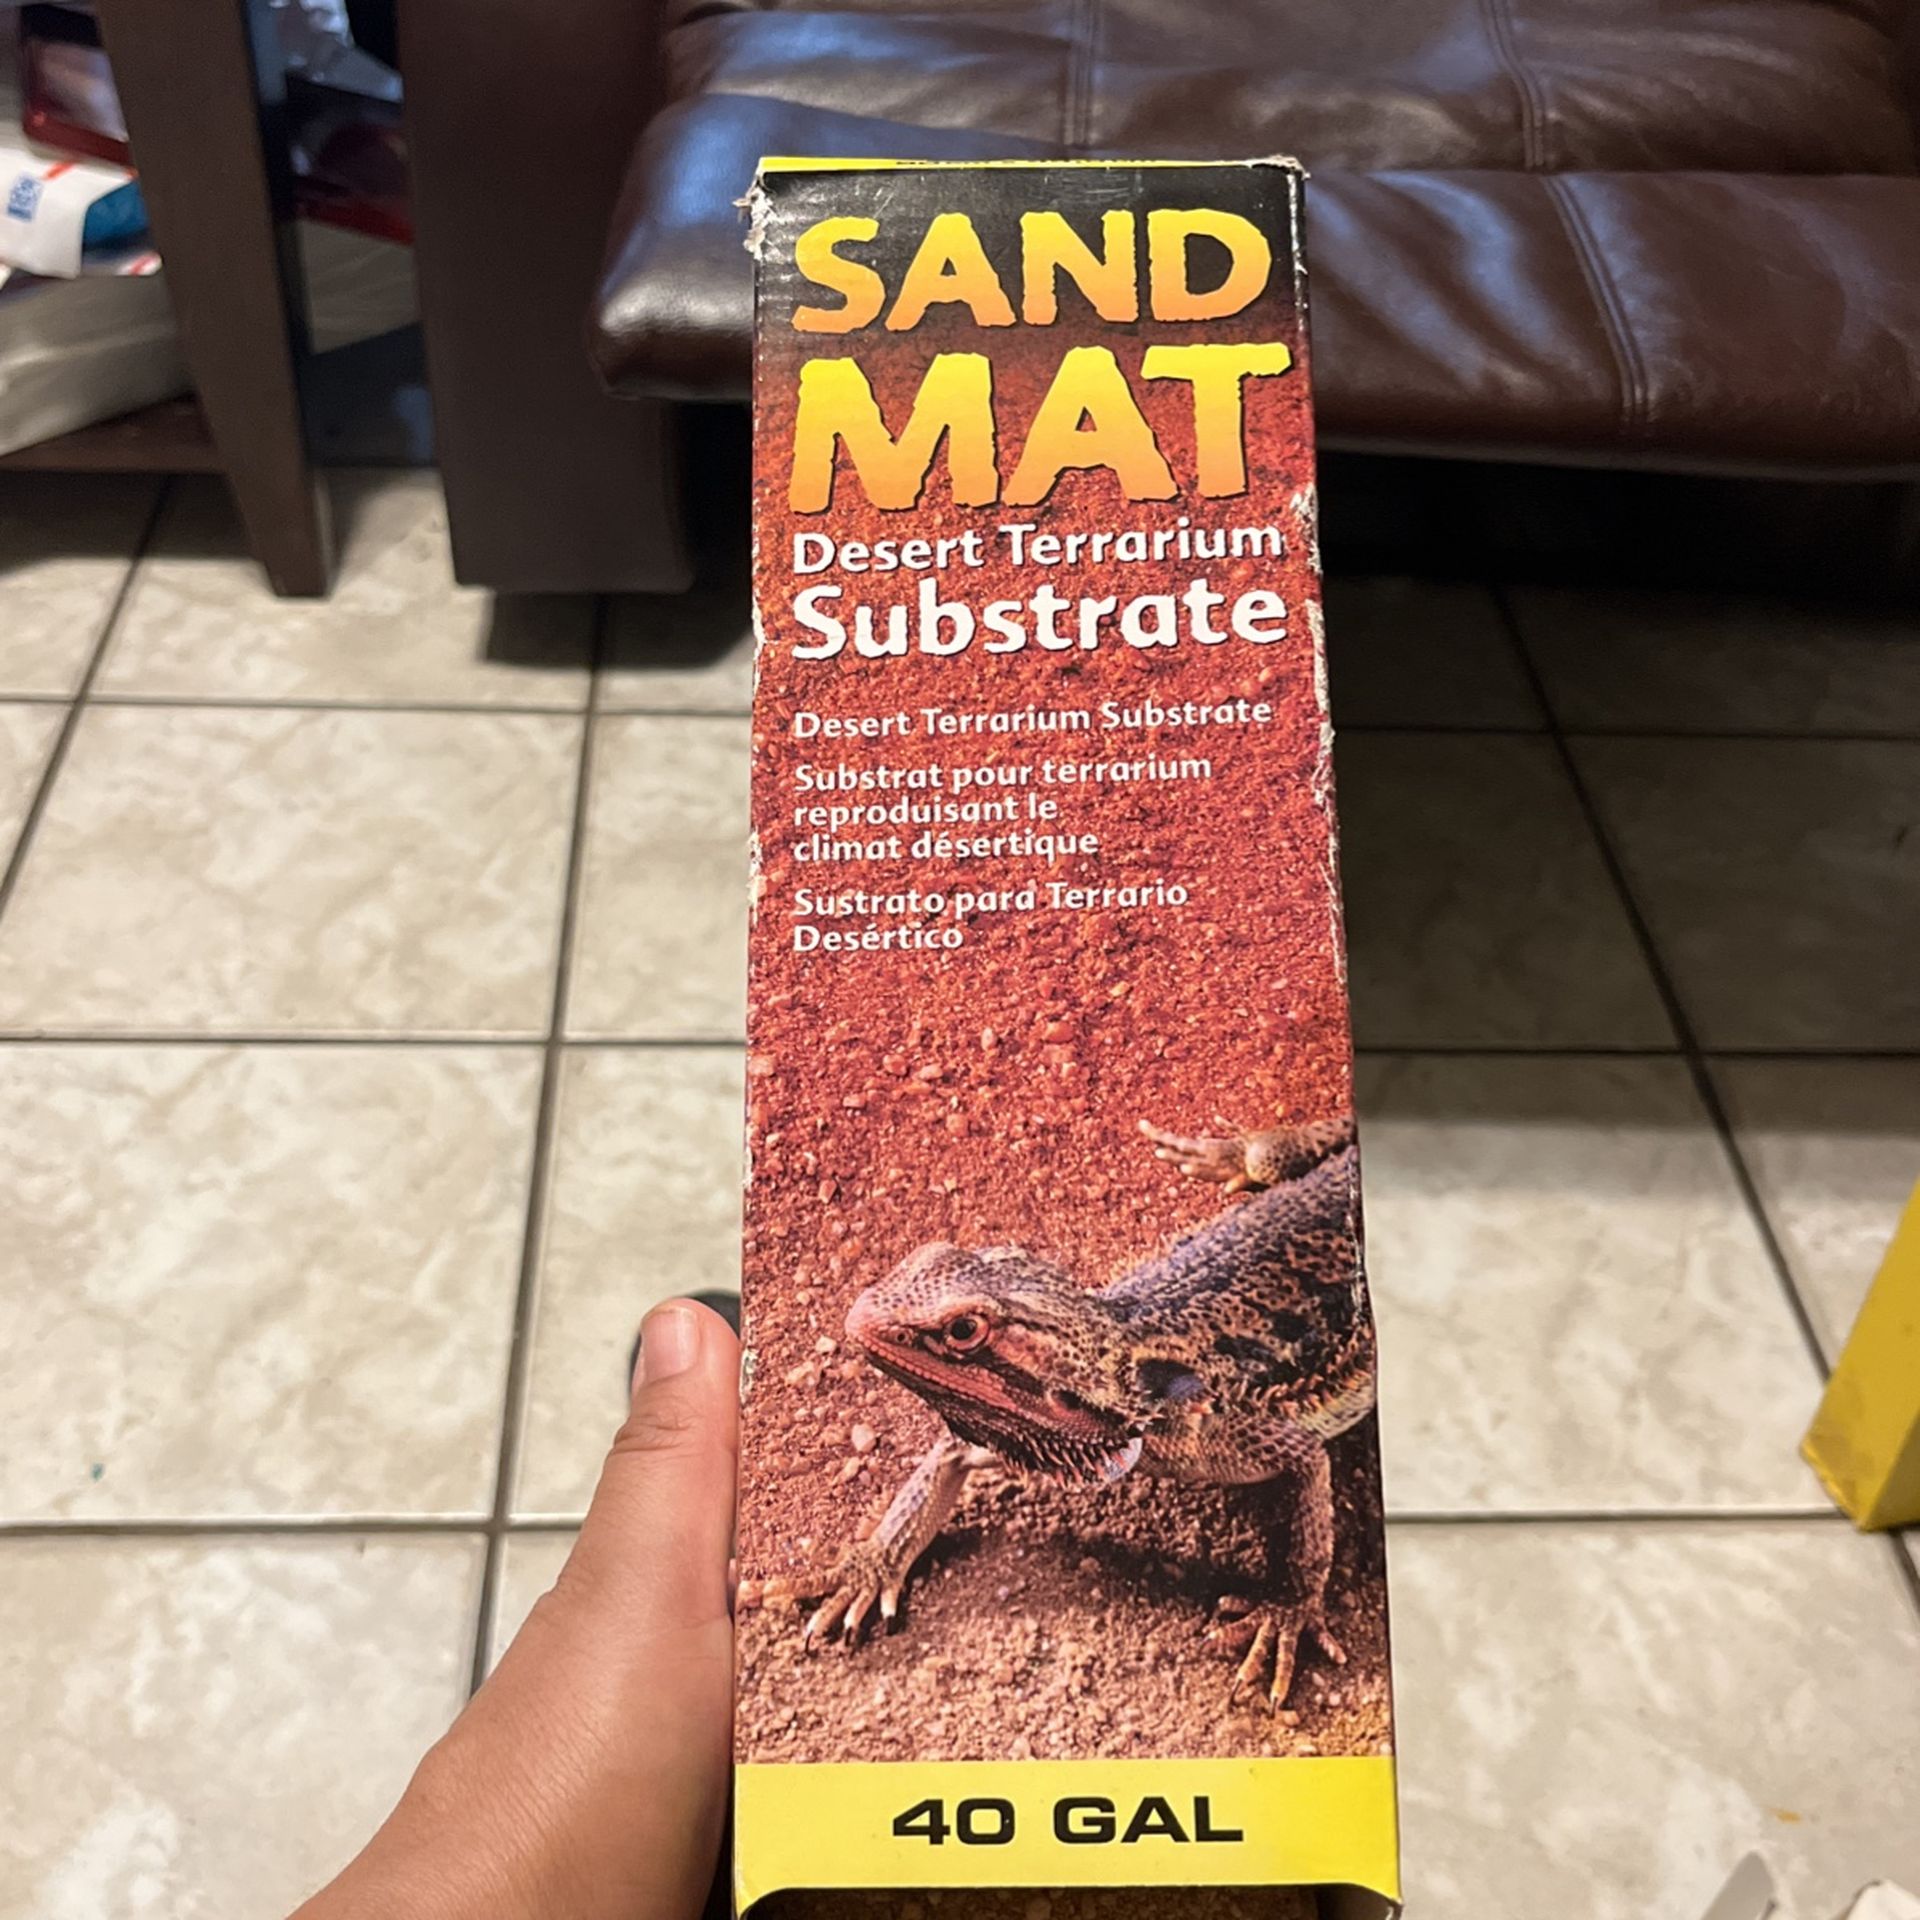 SAND
MAT
Desert Terrarium
Substrate
Desert Terrarium Substrate
Substrat pour terrarium
reproduisant le
climat désertique
Sustrato para Terrario
Desértico
40 GAL